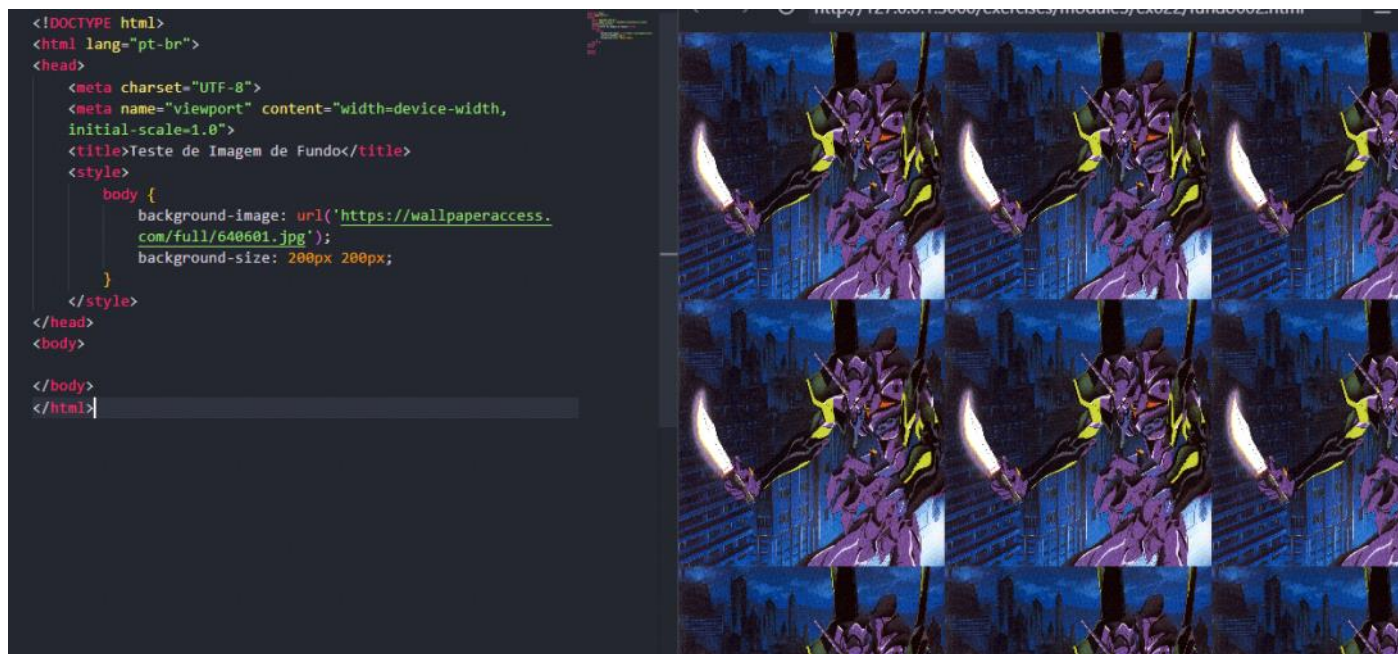 <!DOCTYPE html>
<html lang="pt-br">
<head>
<meta charset="UTF-8">
<meta name="viewport" content="width=device-width,
initial-scale=1.0">
<title>Teste de Imagem de Fundo</title>
<style>
body {
background-image: url('https://wallpaperaccess.
com/full/640601.jpg');
background-size: 200px 200px;
}
</style>
</head>
<body>
</body>
</html>